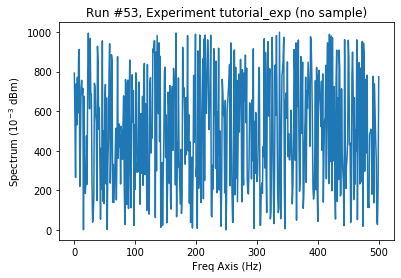 Run #53, Experiment tutorial_exp (no sample)
1000
800
600
400
200
0
Spectrum (10⁻³ dBm)
0 100 200 300 400 500
Freq Axis (Hz)